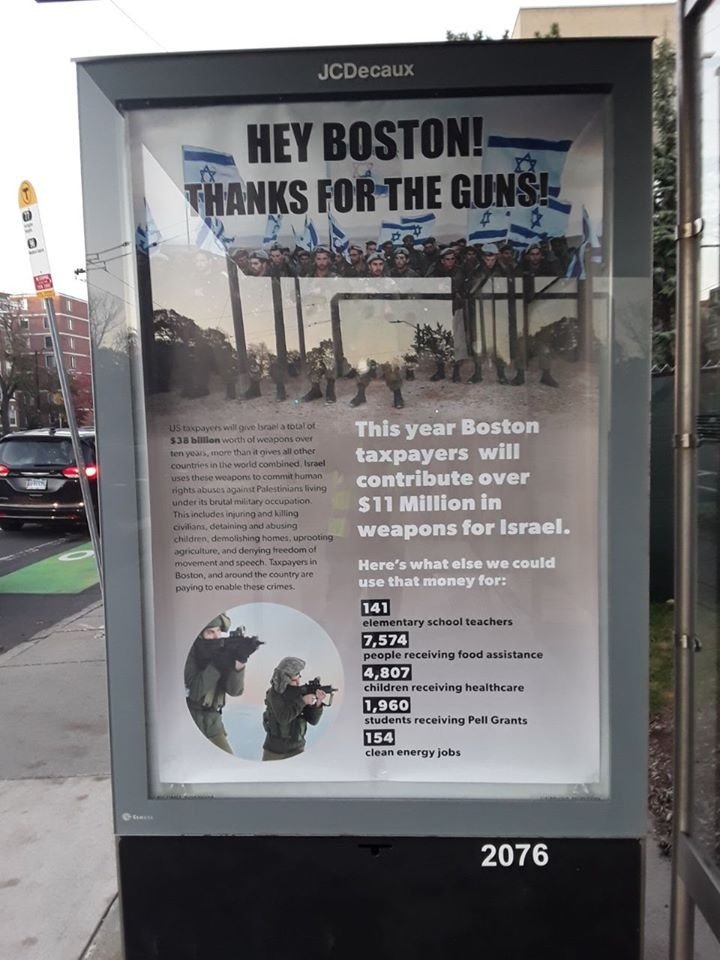 JCDecaux
HEY BOSTON!
THANKS FOR THE GUNS!
US taxpayers will give Israel a total of
$38 billion worth of weapons over
ten years, more than it gives all other
countries in the world combined. Israel
uses these weapons to commit human
rights abuses against Palestinians living
under its brutal military occupation.
This includes injuring and killing
civilians, detaining and abusing
children, demolishing homes, uprooting
agriculture, and denying freedom of
movement and speech. Taxpayers in
Boston, and around the country are
paying to enable these crimes.
This year Boston
taxpayers will
contribute over
$11 Million in
weapons for Israel.
Here's what else we could
use that money for:
141
elementary school teachers
7,574
people receiving food assistance
4,807
children receiving healthcare
1,960
students receiving Pell Grants
154
clean energy jobs
2076